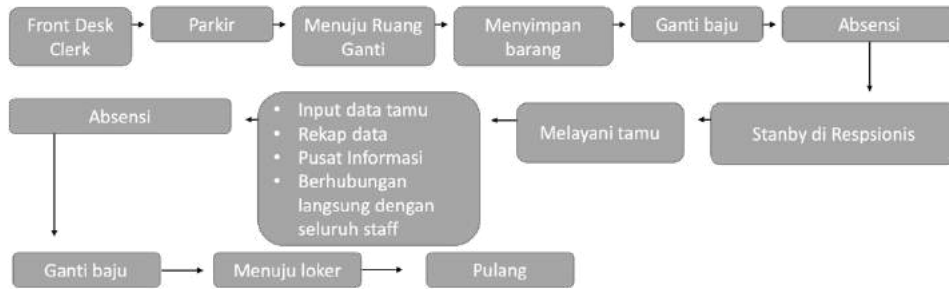 Front Desk
Clerk
Parkir
Menuju Ruang
Ganti
Menyimpan
barang
Ganti baju
Absensi
Stanby di Respsionis
Melayani tamu
• Input data tamu
• Rekap data
• Pusat Informasi
• Berhubungan
langsung dengan
seluruh staff
Absensi
Ganti baju
Menuju loker
Pulang